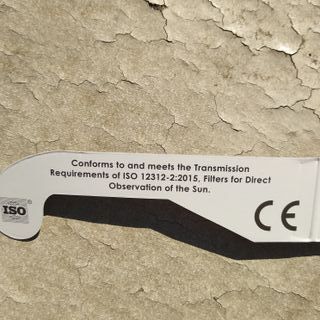 Conforms to and meets the Transmission
Requirements of ISO 12312-2:2015, Filters for Direct
Observation of the Sun.
ISO
CE